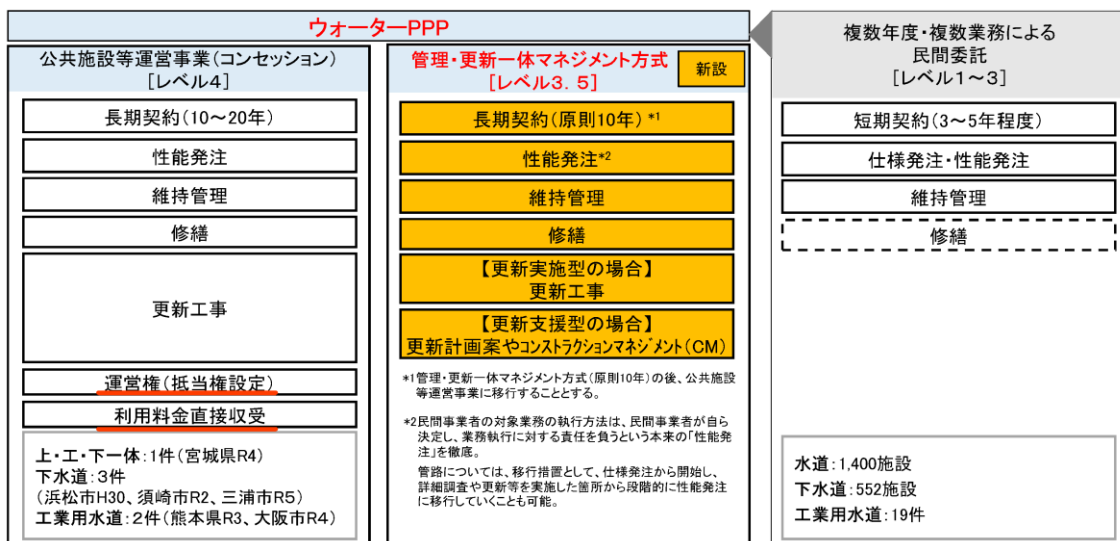 ウォーターPPP
公共施設等運営事業(コンセッション)
[レベル4]
長期契約(10～20年)
性能発注
維持管理
修繕
更新工事
運営権(抵当権設定)
利用料金直接収受
上・工・下一体:1件(宮城県R4)
下水道:3件
(浜松市H30、須崎市R2、三浦市R5)
工業用水道:2件(熊本県R3、大阪市R4)
管理・更新一体マネジメント方式
[レベル3.5]
新設
長期契約(原則10年) *1
性能発注*2
維持管理
修繕
【更新実施型の場合】
更新工事
【更新支援型の場合】
更新計画案やコンストラクションマネジメント(CM)
*1管理・更新一体マネジメント方式(原則10年)の後、公共施設
等運営事業に移行することとする。
*2民間事業者の対象業務の執行方法は、民間事業者が自ら
決定し、業務執行に対する責任を負うという本来の「性能発
注」を徹底。
管路については、移行措置として、仕様発注から開始し、
詳細調査や更新等を実施した箇所から段階的に性能発注
に移行していくことも可能。
複数年度・複数業務による
民間委託
[レベル1～3]
短期契約(3～5年程度)
仕様発注・性能発注
維持管理
修繕
水道:1,400施設
下水道:552施設
工業用水道:19件